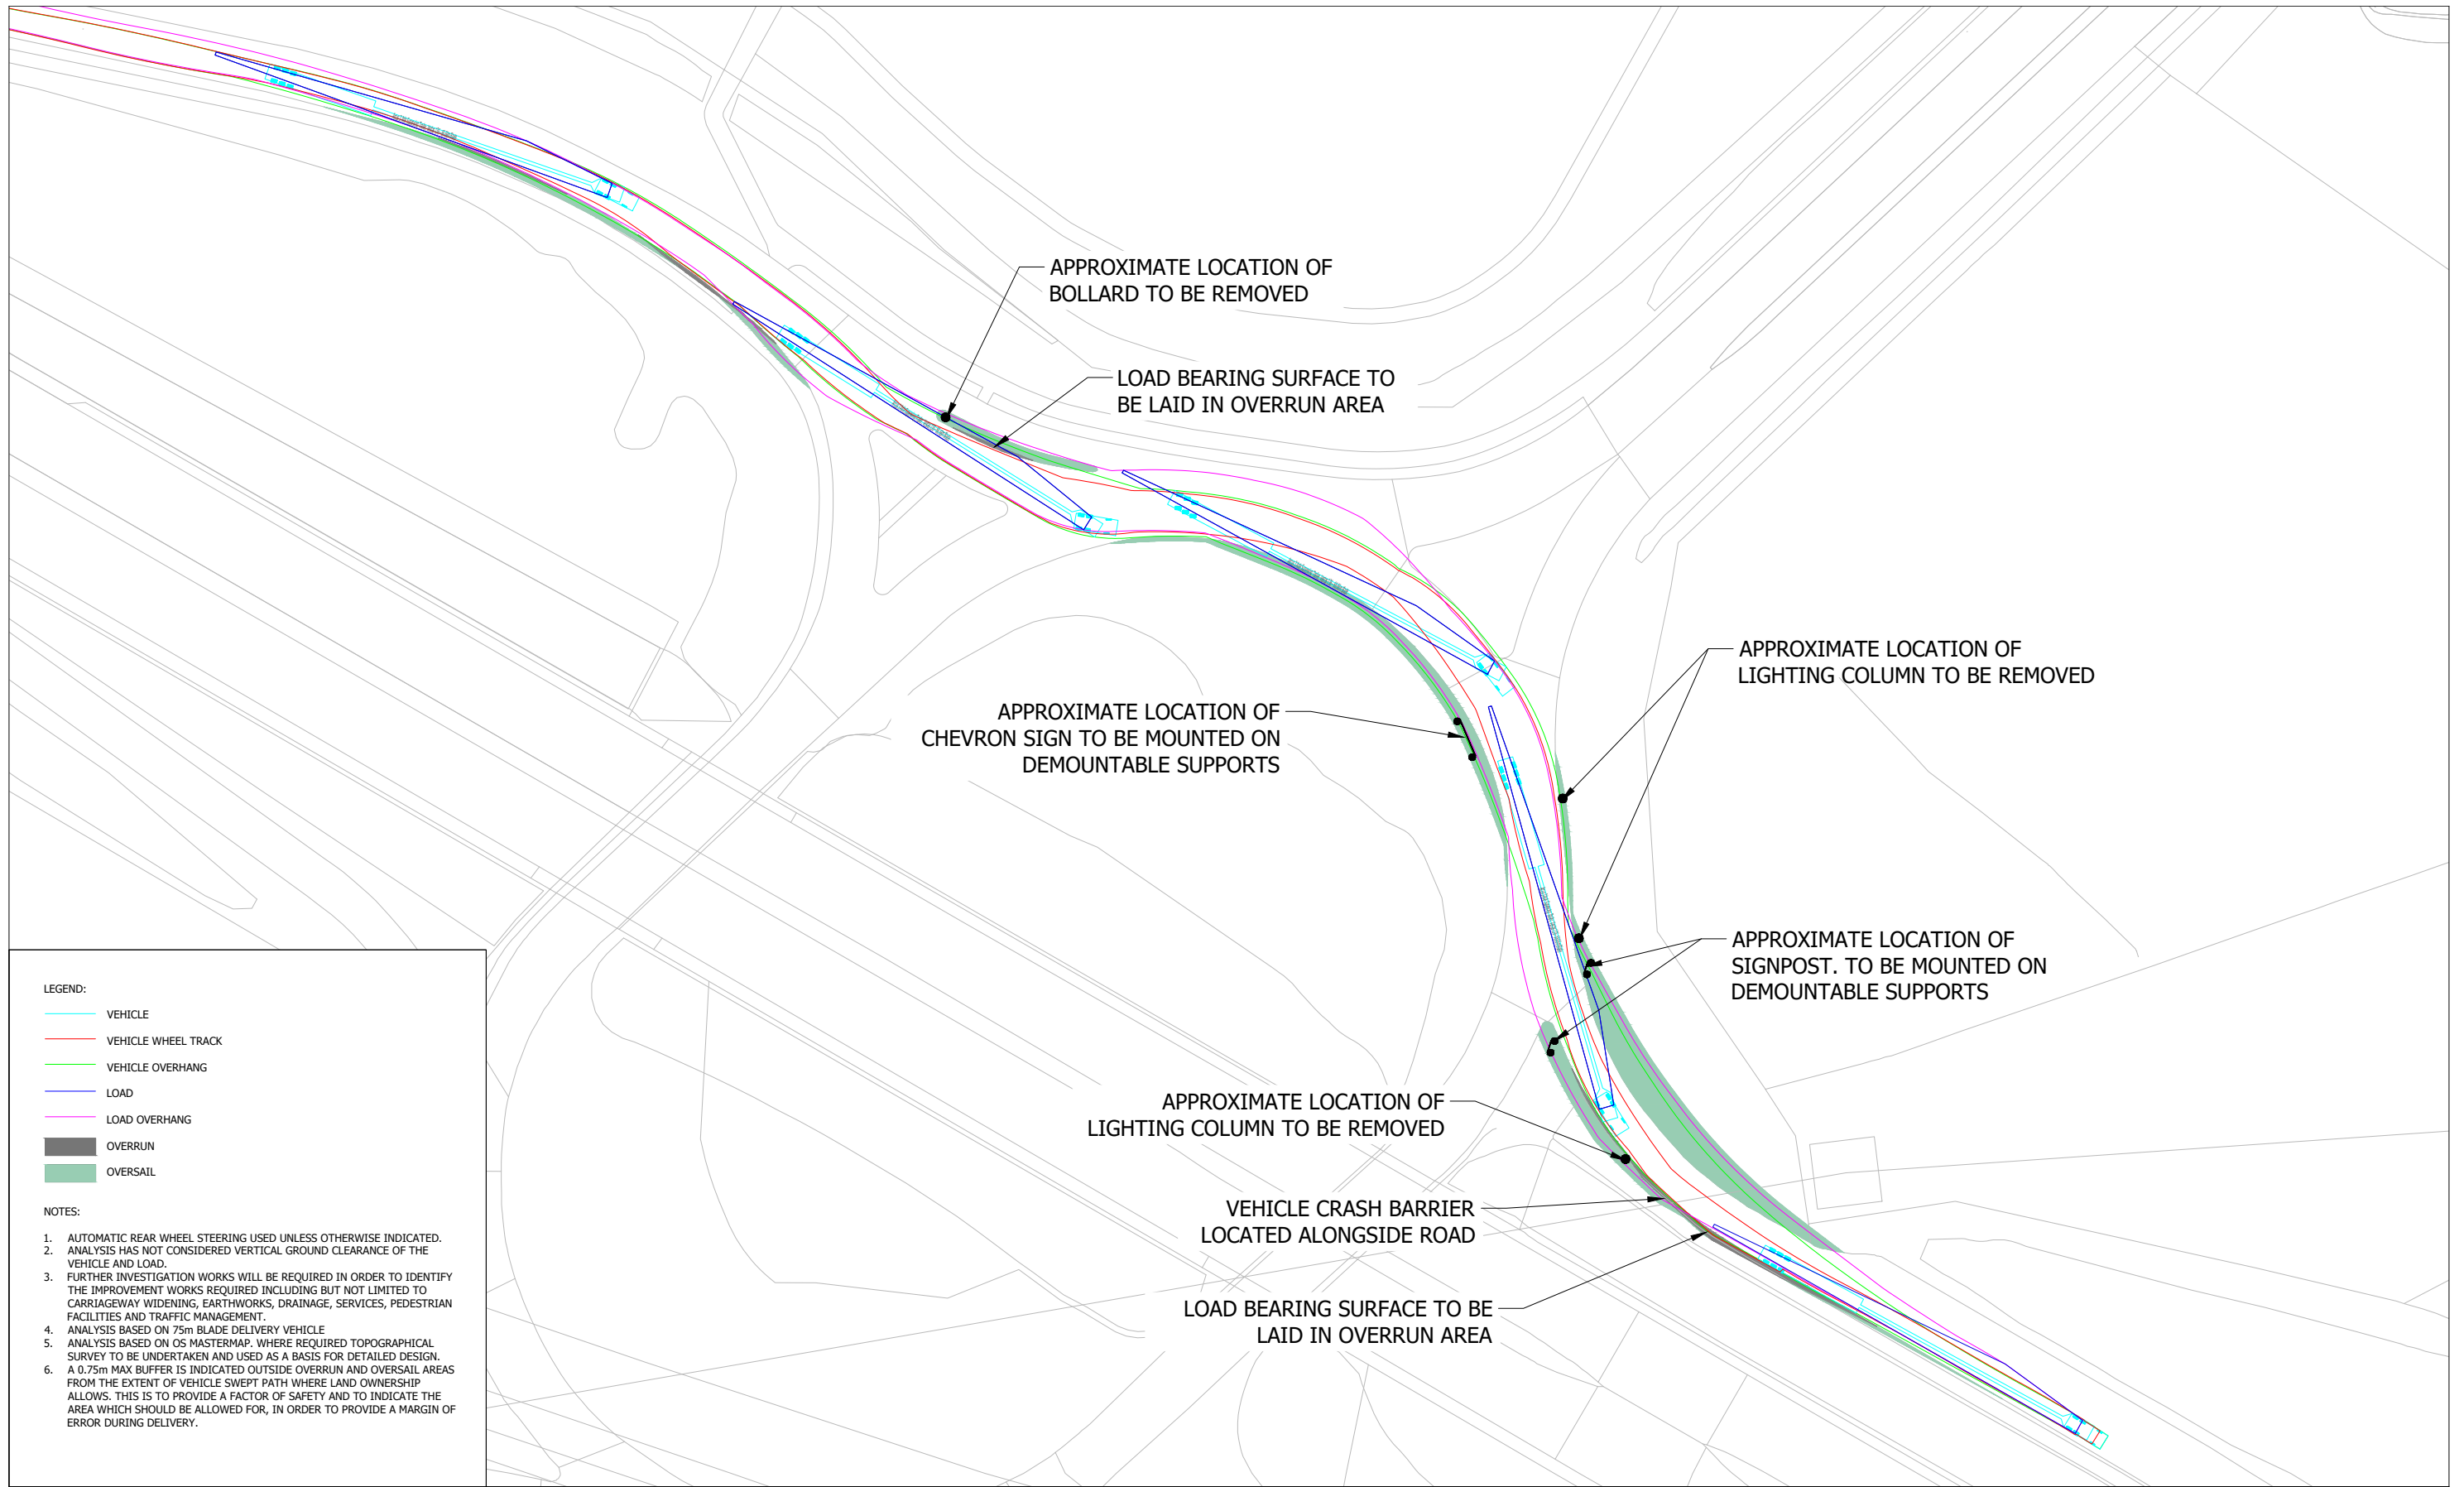 APPROXIMATE LOCATION OF
BOLLARD TO BE REMOVED
LOAD BEARING SURFACE TO
BE LAID IN OVERRUN AREA
APPROXIMATE LOCATION OF
LIGHTING COLUMN TO BE REMOVED
APPROXIMATE LOCATION OF
CHEVRON SIGN TO BE MOUNTED ON
DEMOUNTABLE SUPPORTS
APPROXIMATE LOCATION OF
SIGNPOST. TO BE MOUNTED ON
DEMOUNTABLE SUPPORTS
APPROXIMATE LOCATION OF
LIGHTING COLUMN TO BE REMOVED
VEHICLE CRASH BARRIER
LOCATED ALONGSIDE ROAD
LOAD BEARING SURFACE TO BE
LAID IN OVERRUN AREA
LEGEND:
VEHICLE
VEHICLE WHEEL TRACK
VEHICLE OVERHANG
LOAD
LOAD OVERHANG
OVERRUN
OVERSAIL
NOTES:
1. AUTOMATIC REAR WHEEL STEERING USED UNLESS OTHERWISE INDICATED.
2. ANALYSIS HAS NOT CONSIDERED VERTICAL GROUND CLEARANCE OF THE
VEHICLE AND LOAD.
3. FURTHER INVESTIGATION WORKS WILL BE REQUIRED IN ORDER TO IDENTIFY
THE IMPROVEMENT WORKS REQUIRED INCLUDING BUT NOT LIMITED TO
CARRIAGEWAY WIDENING, EARTHWORKS, DRAINAGE, SERVICES, PEDESTRIAN
FACILITIES AND TRAFFIC MANAGEMENT.
4. ANALYSIS BASED ON 75m BLADE DELIVERY VEHICLE
5. ANALYSIS BASED ON OS MASTERMAP. WHERE REQUIRED TOPOGRAPHICAL
SURVEY TO BE UNDERTAKEN AND USED AS A BASIS FOR DETAILED DESIGN.
6. A 0.75m MAX BUFFER IS INDICATED OUTSIDE OVERRUN AND OVERSAIL AREAS
FROM THE EXTENT OF VEHICLE SWEPT PATH WHERE LAND OWNERSHIP
ALLOWS. THIS IS TO PROVIDE A FACTOR OF SAFETY AND TO INDICATE THE
AREA WHICH SHOULD BE ALLOWED FOR, IN ORDER TO PROVIDE A MARGIN OF
ERROR DURING DELIVERY.